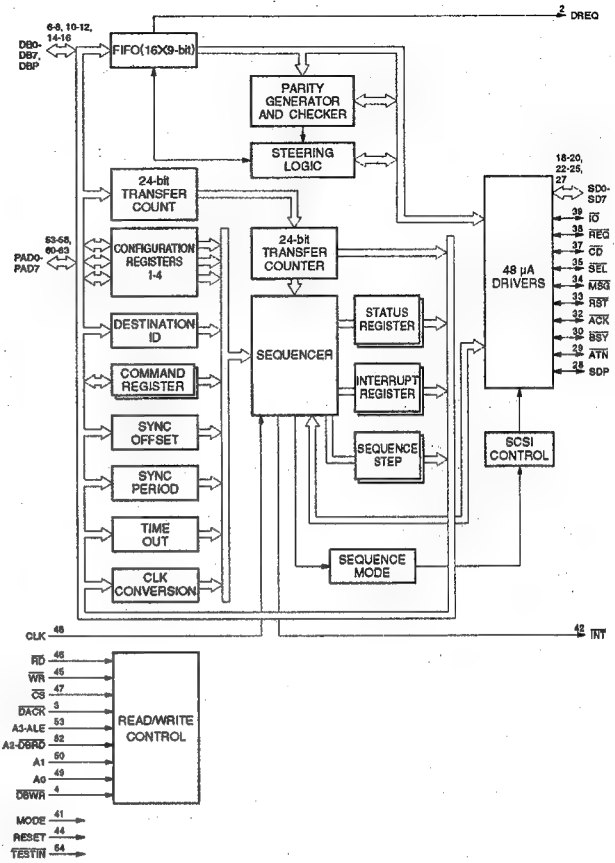 2 DREQ
6-8, 10-12,
14-16
DB0-
DB7,
DBP
FIFO(16X9-bit)
PARITY
GENERATOR
AND CHECKER
STEERING
LOGIC
24-bit
TRANSFER
COUNT
53-58,
60-63
PAD0-
PAD7
CONFIGURATION
REGISTERS
1-4
24-bit
TRANSFER
COUNTER
DESTINATION
ID
SEQUENCER
STATUS
REGISTER
COMMAND
REGISTER
INTERRUPT
REGISTER
SYNC
OFFSET
SEQUENCE
STEP
SYNC
PERIOD
TIME
OUT
SEQUENCE
MODE
CLK
CONVERSION
48 µA
DRIVERS
SCSI
CONTROL
18-20,
22-25,
27
SD0-
SD7
39 IO
38 REQ
37 CD
35 SEL
34 MSG
33 RST
32 ACK
30 BSY
29 ATN
28 SDP
CLK 48
42 INT
RD 46
WR 45
CS 47
DACK 3
A3-ALE 53
A2-DBRD 52
A1 50
A0 49
DBWR 4
READ/WRITE
CONTROL
MODE 41
RESET 44
TESTIN 64